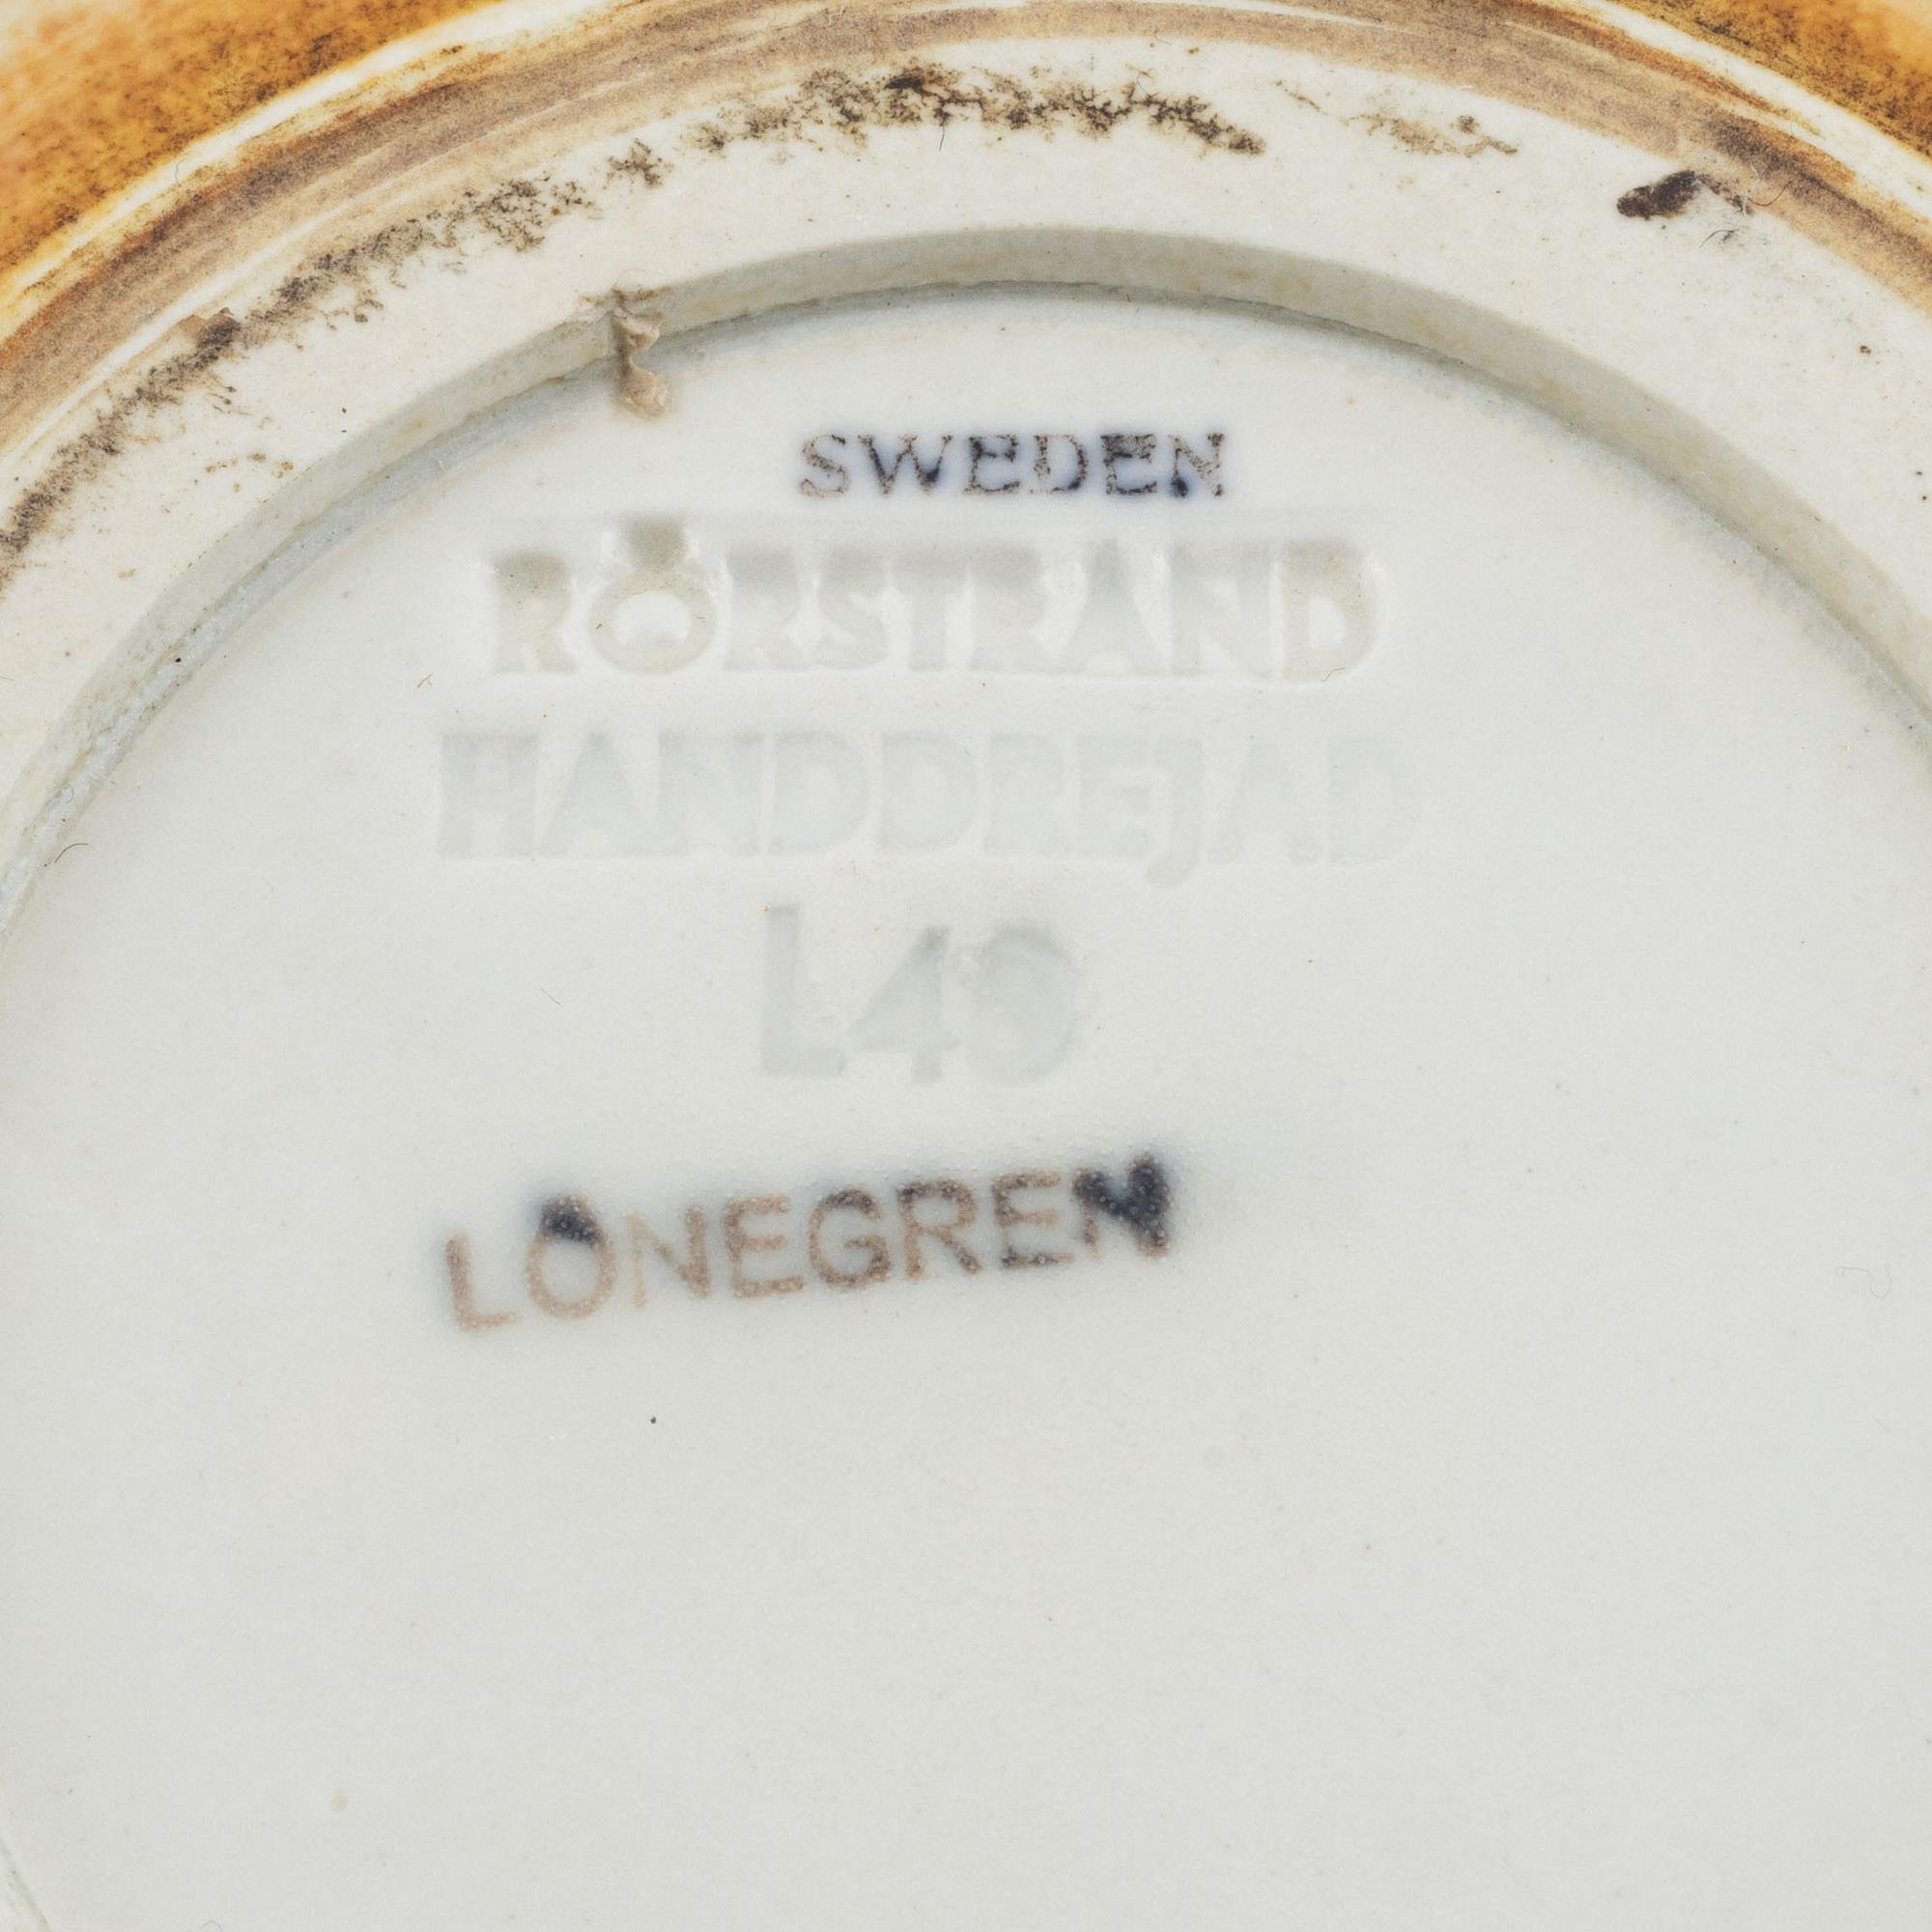 SWEDEN
RÖRSTRAND
HANDDREJAD
L40
LÖNEGREN